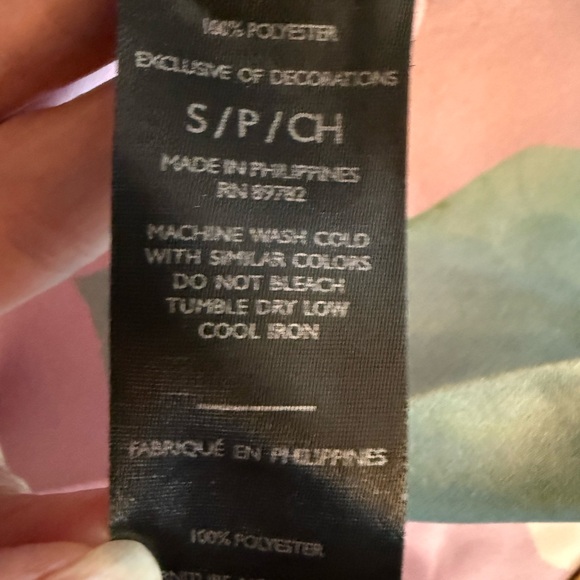 100% POLYESTER
EXCLUSIVE OF DECORATIONS
S/P/CH
MADE IN PHILIPPINES
RN 89782
MACHINE WASH COLD
WITH SIMILAR COLORS
DO NOT BLEACH
TUMBLE DRY LOW
COOL IRON
FABRIQUÉ EN PHILIPPINES
100% POLYESTER